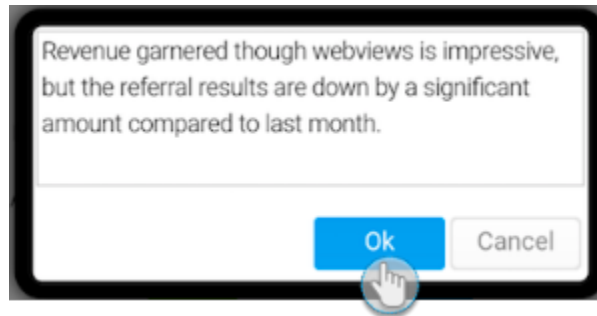 Revenue garnered though webviews is impressive,
but the referral results are down by a significant
amount compared to last month.
Ok
Cancel